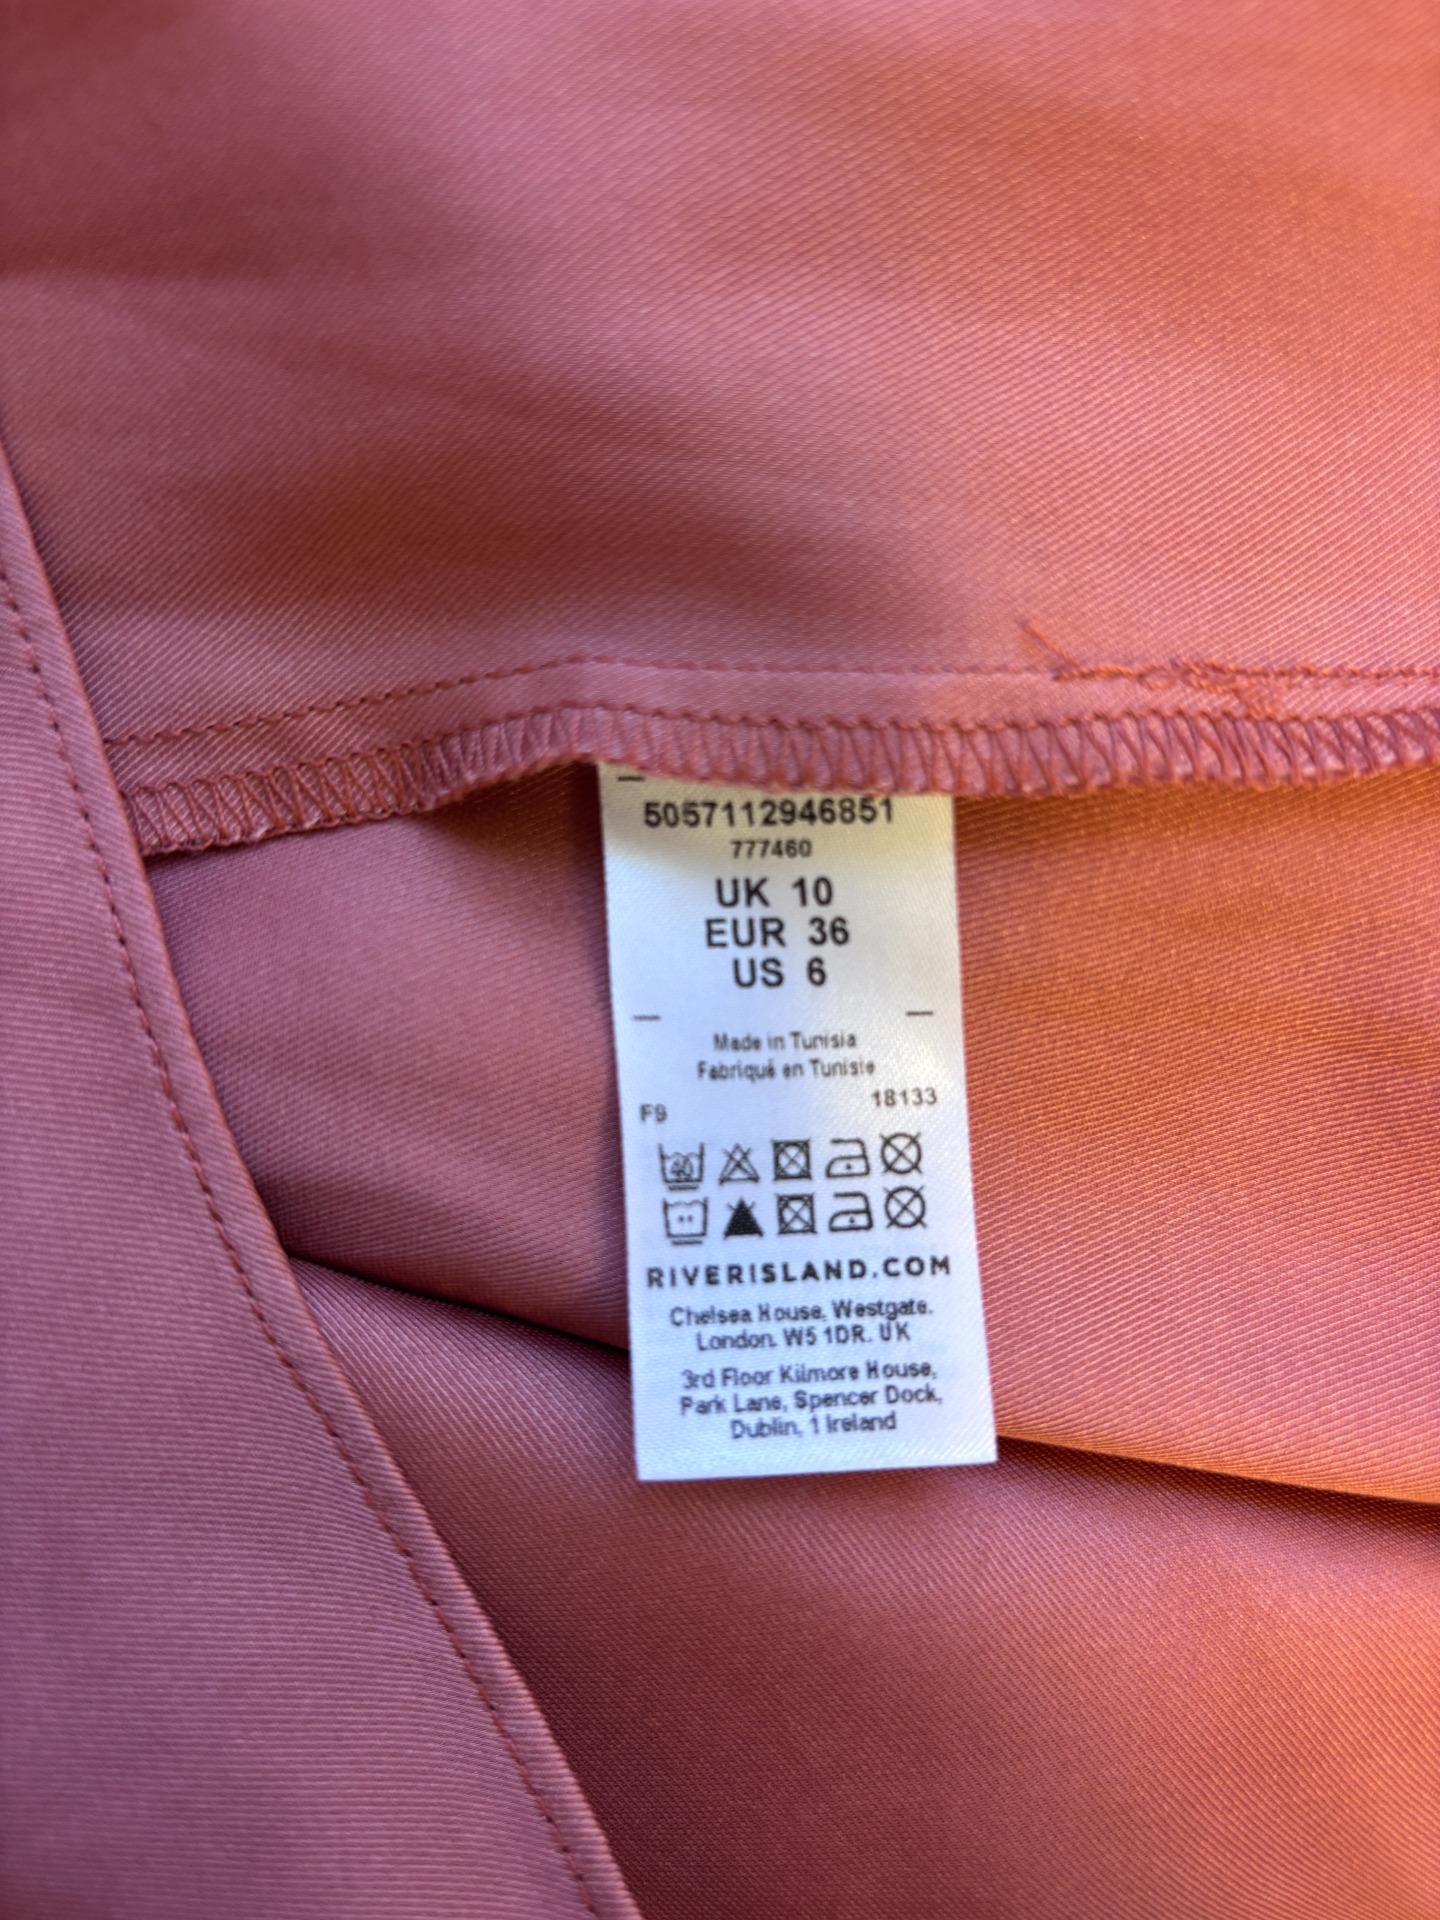 5057112946851
777460
UK 10
EUR 36
US 6
Made in Tunisia
Fabriqué en Tunisie
F9 18133
40
RIVERISLAND.COM
Chelsea House, Westgate,
London. W5 1DR. UK
3rd Floor Kilmore House,
Park Lane, Spencer Dock,
Dublin, 1 Ireland